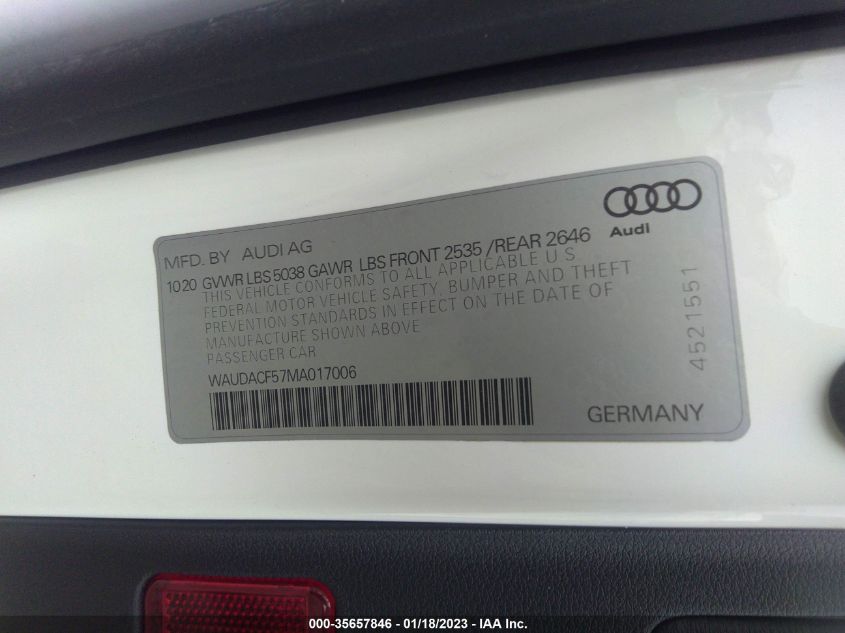 Audi
MFD. BY AUDI AG
1020 GVWR LBS 5038 GAWR LBS FRONT 2535 /REAR 2646
THIS VEHICLE CONFORMS TO ALL APPLICABLE U.S.
FEDERAL MOTOR VEHICLE SAFETY, BUMPER AND THEFT
PREVENTION STANDARDS IN EFFECT ON THE DATE OF
MANUFACTURE SHOWN ABOVE
PASSENGER CAR
WAUDACF57MA017006
4521551
GERMANY
000-35657846 - 01/18/2023 - IAA Inc.